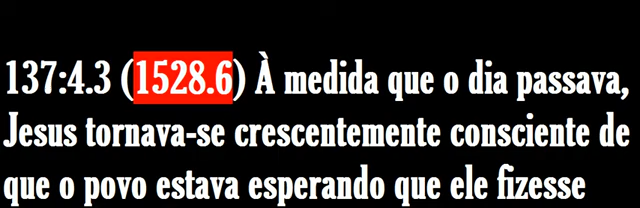 137:4.3 (1528.6) À medida que o dia passava,
Jesus tornava-se crescentemente consciente de
que o povo estava esperando que ele fizesse